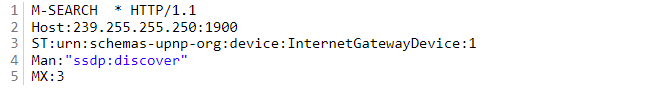 1 M-SEARCH  * HTTP/1.1
2 Host:239.255.255.250:1900
3 ST:urn:schemas-upnp-org:device:InternetGatewayDevice:1
4 Man:"ssdp:discover"
5 MX:3